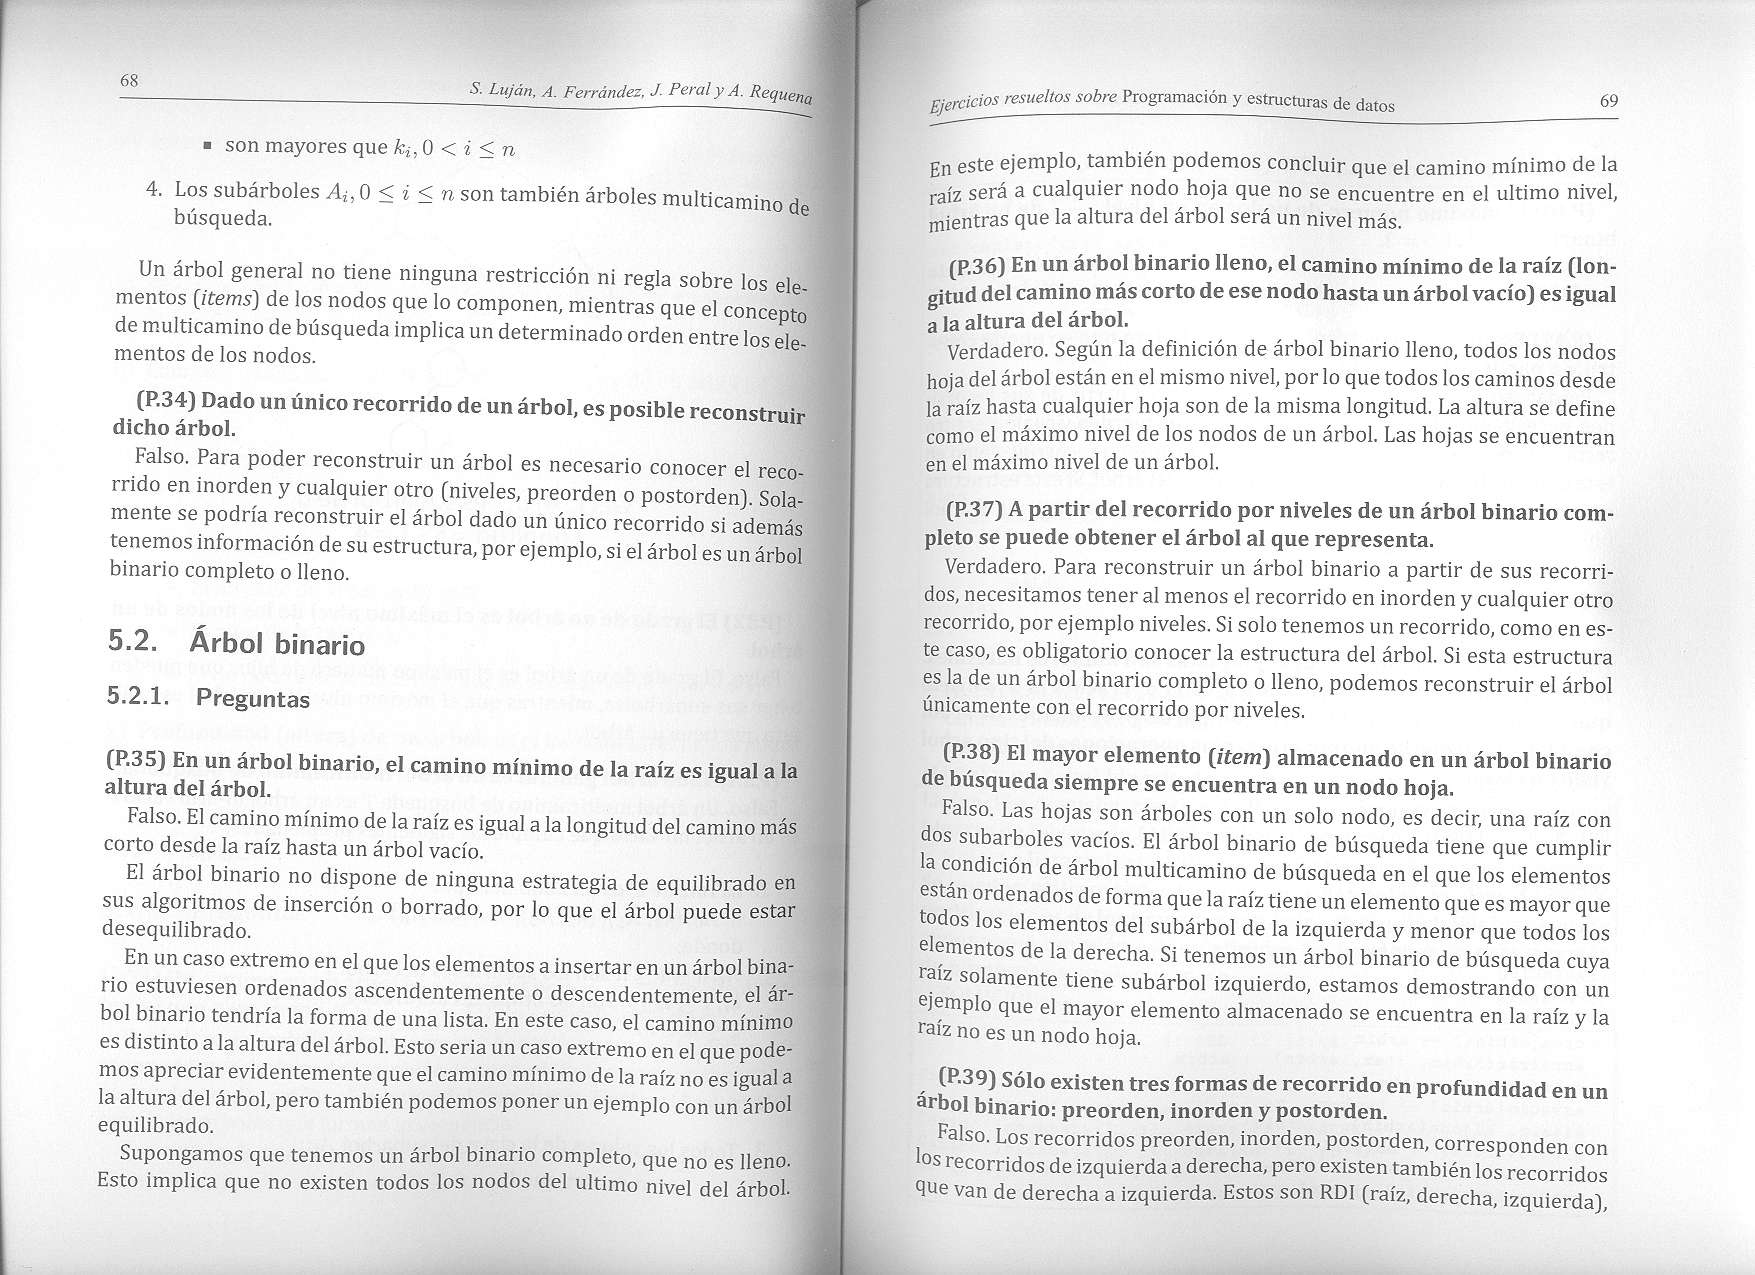 68
S. Luján, A. Ferrández, J. Peral y A. Requena
▪ son mayores que kᵢ, 0 < i ≤ n
4. Los subárboles Aᵢ, 0 ≤ i ≤ n son también árboles multicamino de
búsqueda.
Un árbol general no tiene ninguna restricción ni regla sobre los ele-
mentos (items) de los nodos que lo componen, mientras que el concepto
de multicamino de búsqueda implica un determinado orden entre los ele-
mentos de los nodos.
(P.34) Dado un único recorrido de un árbol, es posible reconstruir
dicho árbol.
Falso. Para poder reconstruir un árbol es necesario conocer el reco-
rrido en inorden y cualquier otro (niveles, preorden o postorden). Sola-
mente se podría reconstruir el árbol dado un único recorrido si además
tenemos información de su estructura, por ejemplo, si el árbol es un árbol
binario completo o lleno.
5.2. Árbol binario
5.2.1. Preguntas
(P.35) En un árbol binario, el camino mínimo de la raíz es igual a la
altura del árbol.
Falso. El camino mínimo de la raíz es igual a la longitud del camino más
corto desde la raíz hasta un árbol vacío.
El árbol binario no dispone de ninguna estrategia de equilibrado en
sus algoritmos de inserción o borrado, por lo que el árbol puede estar
desequilibrado.
En un caso extremo en el que los elementos a insertar en un árbol bina-
rio estuviesen ordenados ascendentemente o descendentemente, el ár-
bol binario tendría la forma de una lista. En este caso, el camino mínimo
es distinto a la altura del árbol. Esto seria un caso extremo en el que pode-
mos apreciar evidentemente que el camino mínimo de la raíz no es igual a
la altura del árbol, pero también podemos poner un ejemplo con un árbol
equilibrado.
Supongamos que tenemos un árbol binario completo, que no es lleno.
Esto implica que no existen todos los nodos del ultimo nivel del árbol.
Ejercicios resueltos sobre Programación y estructuras de datos
69
En este ejemplo, también podemos concluir que el camino mínimo de la
raíz será a cualquier nodo hoja que no se encuentre en el ultimo nivel,
mientras que la altura del árbol será un nivel más.
(P.36) En un árbol binario lleno, el camino mínimo de la raíz (lon-
gitud del camino más corto de ese nodo hasta un árbol vacío) es igual
a la altura del árbol.
Verdadero. Según la definición de árbol binario lleno, todos los nodos
hoja del árbol están en el mismo nivel, por lo que todos los caminos desde
la raíz hasta cualquier hoja son de la misma longitud. La altura se define
como el máximo nivel de los nodos de un árbol. Las hojas se encuentran
en el máximo nivel de un árbol.
(P.37) A partir del recorrido por niveles de un árbol binario com-
pleto se puede obtener el árbol al que representa.
Verdadero. Para reconstruir un árbol binario a partir de sus recorri-
dos, necesitamos tener al menos el recorrido en inorden y cualquier otro
recorrido, por ejemplo niveles. Si solo tenemos un recorrido, como en es-
te caso, es obligatorio conocer la estructura del árbol. Si esta estructura
es la de un árbol binario completo o lleno, podemos reconstruir el árbol
únicamente con el recorrido por niveles.
(P.38) El mayor elemento (item) almacenado en un árbol binario
de búsqueda siempre se encuentra en un nodo hoja.
Falso. Las hojas son árboles con un solo nodo, es decir, una raíz con
dos subarboles vacíos. El árbol binario de búsqueda tiene que cumplir
la condición de árbol multicamino de búsqueda en el que los elementos
están ordenados de forma que la raíz tiene un elemento que es mayor que
todos los elementos del subárbol de la izquierda y menor que todos los
elementos de la derecha. Si tenemos un árbol binario de búsqueda cuya
raíz solamente tiene subárbol izquierdo, estamos demostrando con un
ejemplo que el mayor elemento almacenado se encuentra en la raíz y la
raíz no es un nodo hoja.
(P.39) Sólo existen tres formas de recorrido en profundidad en un
árbol binario: preorden, inorden y postorden.
Falso. Los recorridos preorden, inorden, postorden, corresponden con
los recorridos de izquierda a derecha, pero existen también los recorridos
que van de derecha a izquierda. Estos son RDI (raíz, derecha, izquierda),